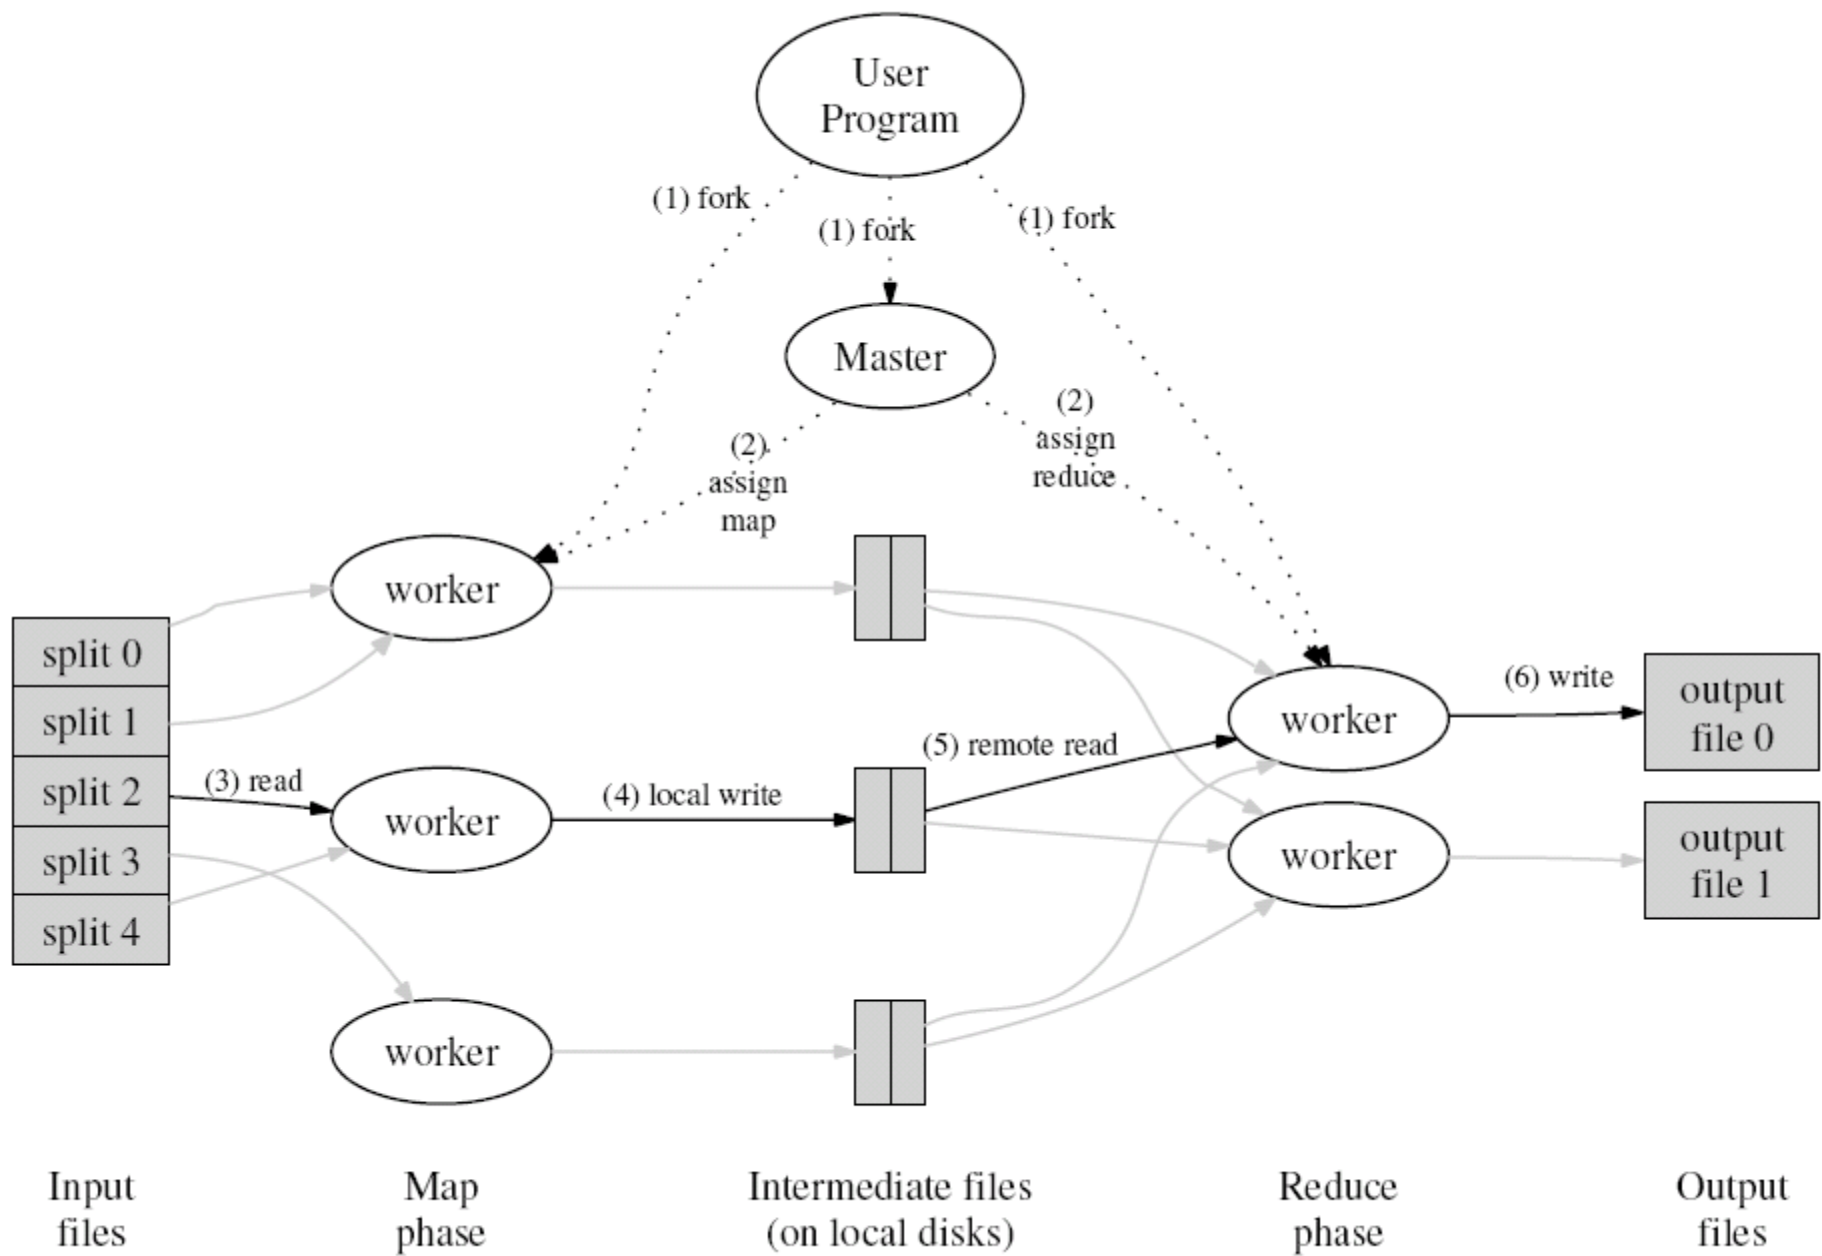 User
Program
(1) fork
(1) fork
(1) fork
Master
(2)
assign
map
(2)
assign
reduce
worker
split 0
split 1
split 2
split 3
split 4
(3) read
worker
(4) local write
(5) remote read
worker
(6) write
output
file 0
worker
output
file 1
worker
Input
files
Map
phase
Intermediate files
(on local disks)
Reduce
phase
Output
files